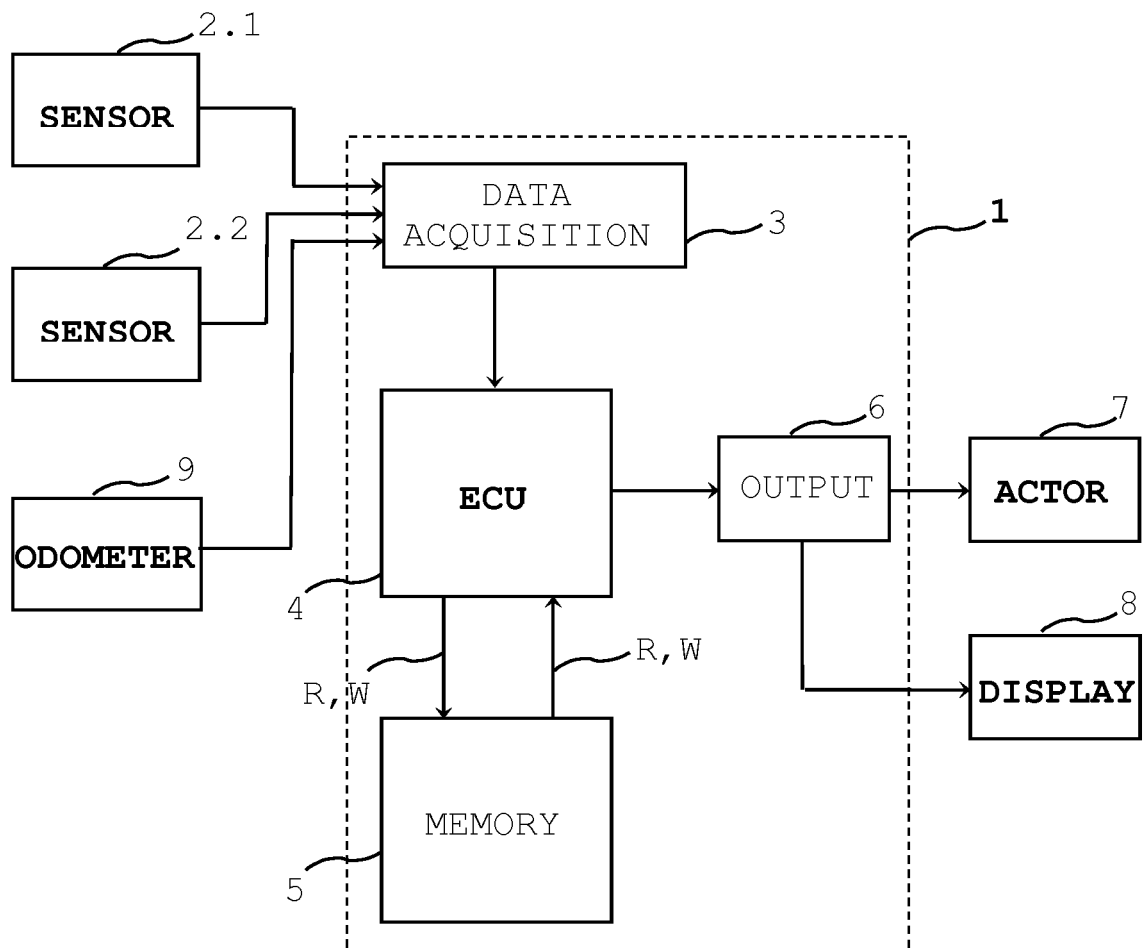 2.1
SENSOR
DATA
ACQUISITION
3
1
2.2
SENSOR
6
7
ECU
OUTPUT
ACTOR
9
ODOMETER
4
8
R,W
R,W
DISPLAY
MEMORY
5